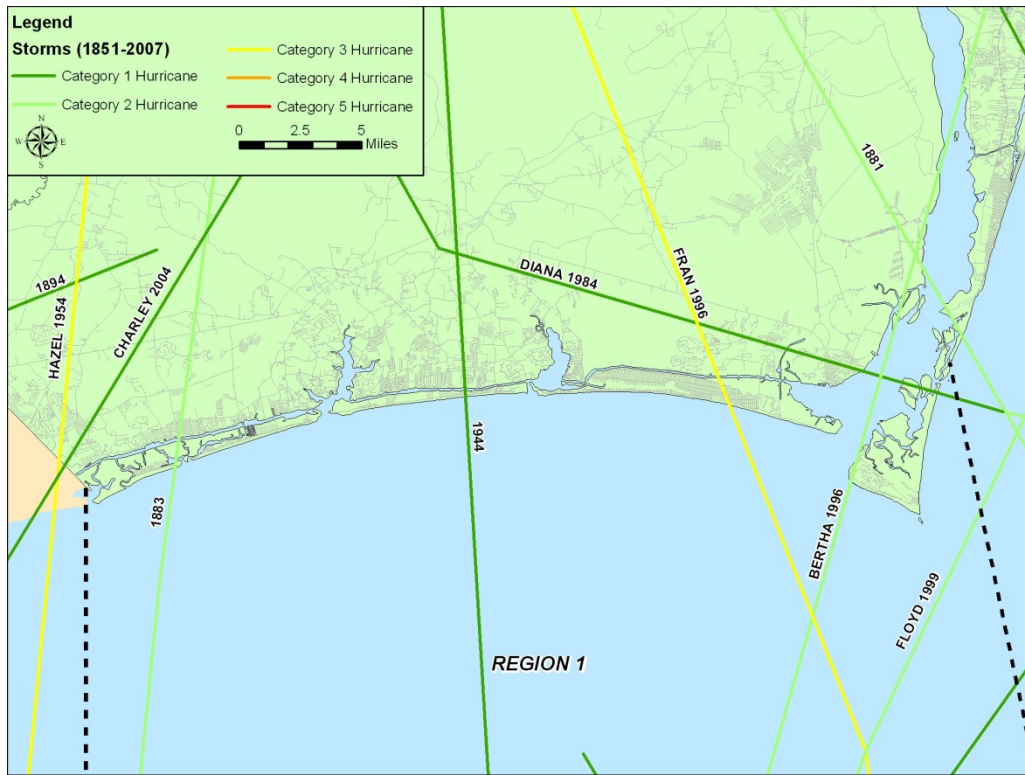 Legend
Storms (1851-2007)
Category 1 Hurricane
Category 2 Hurricane
Category 3 Hurricane
Category 4 Hurricane
Category 5 Hurricane
N
W E
S
0 2.5 5
Miles
1881
1894
HAZEL 1954
CHARLEY 2004
DIANA 1984
FRAN 1996
1944
1883
BERTHA 1996
FLOYD 1999
REGION 1